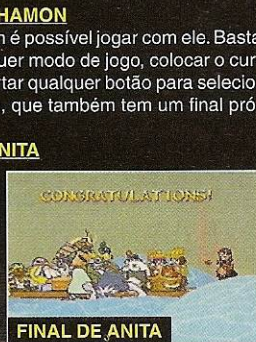 HAMON
é possível jogar com ele. Basta
uer modo de jogo, colocar o cur
tar qualquer botão para selecio
, que também tem um final pró
NITA
CONGRATULATIONS!
FINAL DE ANITA